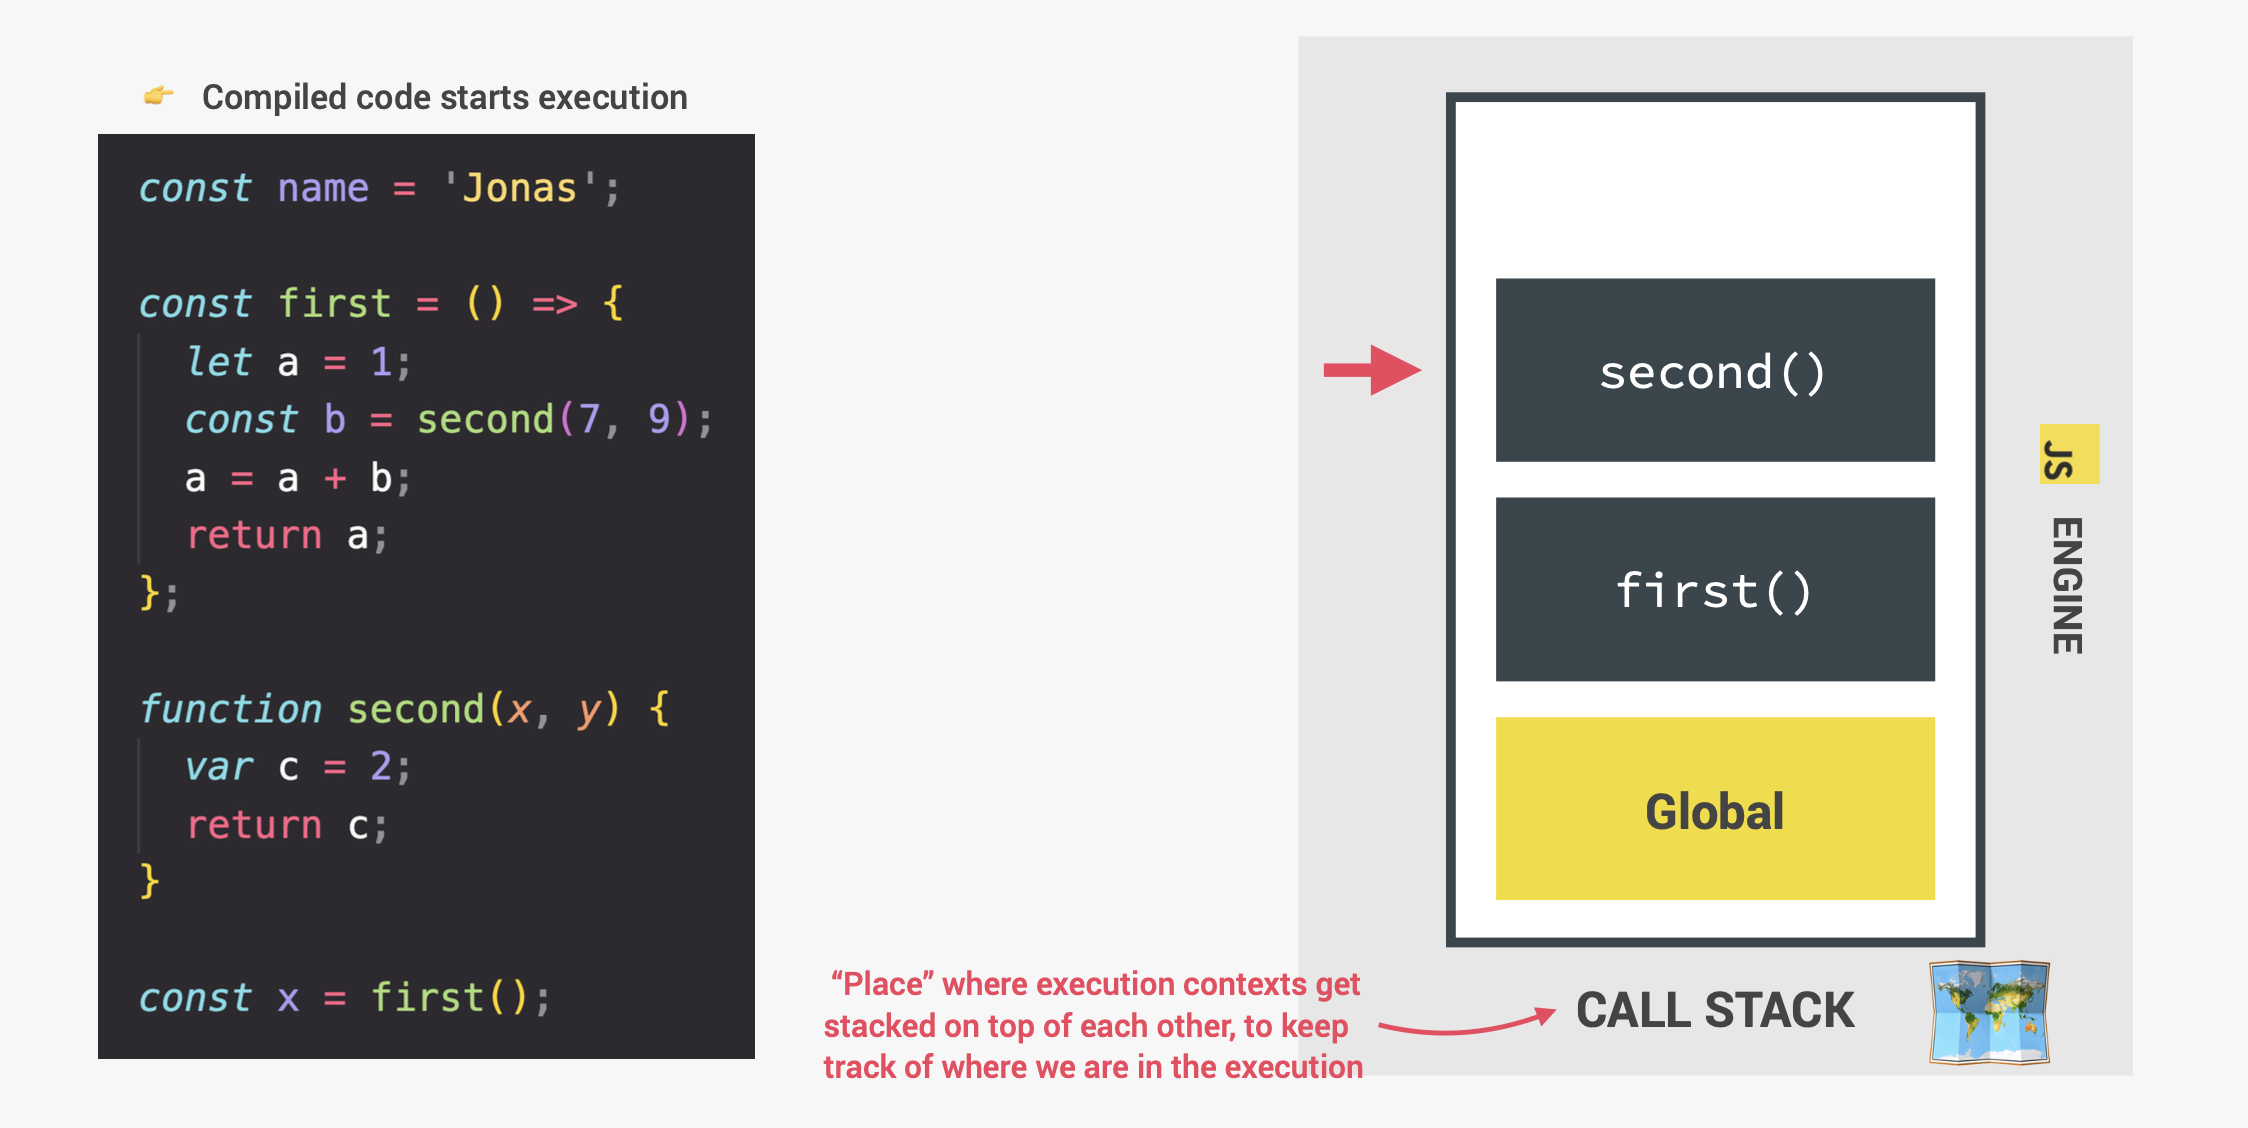 👉 Compiled code starts execution
const name = 'Jonas';
const first = () => {
  let a = 1;
  const b = second(7, 9);
  a = a + b;
  return a;
};
function second(x, y) {
  var c = 2;
  return c;
}
const x = first();
second()
first()
Global
JS ENGINE
“Place” where execution contexts get
stacked on top of each other, to keep
track of where we are in the execution
CALL STACK